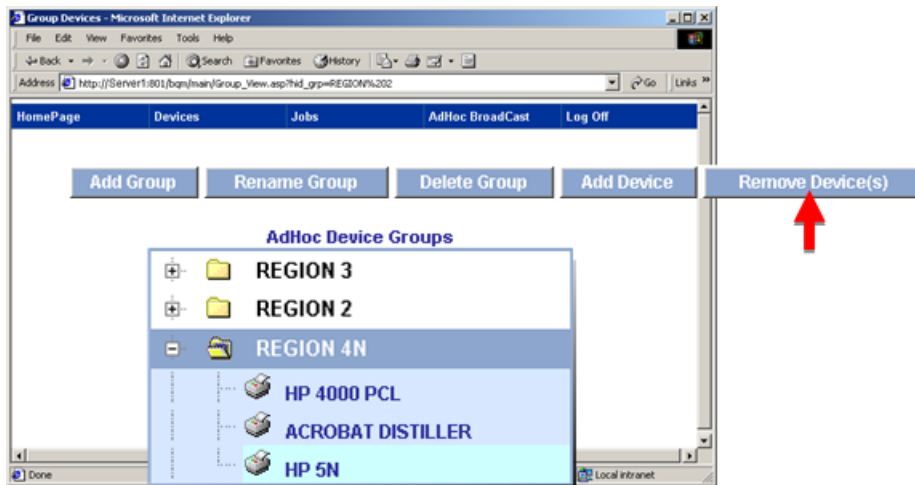 Group Devices - Microsoft Internet Explorer
File Edit View Favorites Tools Help
Back Search Favorites History
Address http://Server1:801/bqm/main/Group_View.asp?hid_grp=REGION%202 Go Links »
HomePage Devices Jobs AdHoc BroadCast Log Off
Add Group Rename Group Delete Group Add Device Remove Device(s)
AdHoc Device Groups
REGION 3
REGION 2
REGION 4N
HP 4000 PCL
ACROBAT DISTILLER
HP 5N
Done Local intranet